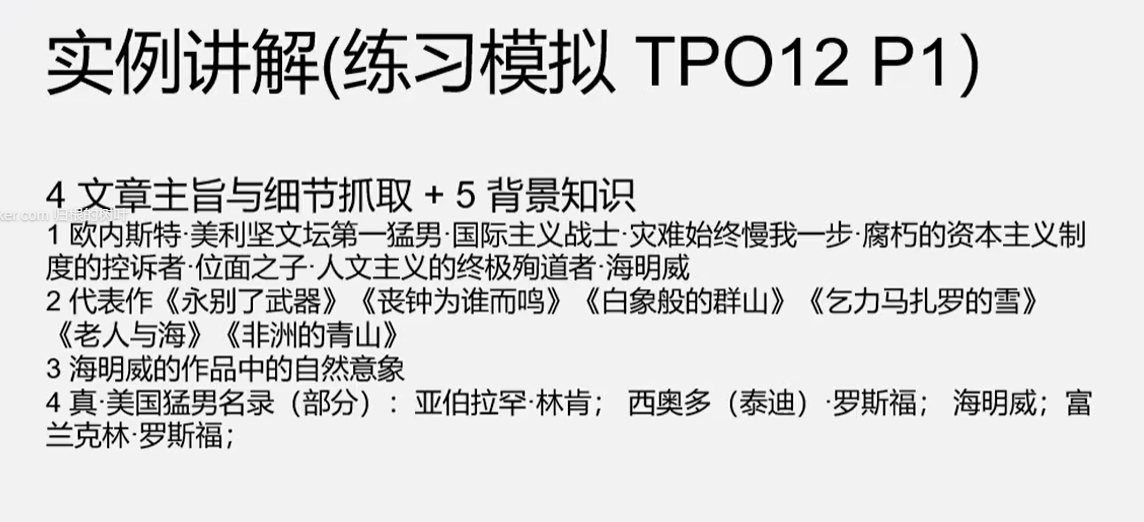 实例讲解(练习模拟 TPO12 P1)
4 文章主旨与细节抓取 + 5 背景知识
ker.com 归根的树叶
1 欧内斯特·美利坚文坛第一猛男·国际主义战士·灾难始终慢我一步·腐朽的资本主义制
度的控诉者·位面之子·人文主义的终极殉道者·海明威
2 代表作《永别了武器》《丧钟为谁而鸣》《白象般的群山》《乞力马扎罗的雪》
《老人与海》《非洲的青山》
3 海明威的作品中的自然意象
4 真·美国猛男名录（部分）：亚伯拉罕·林肯； 西奥多（泰迪）·罗斯福； 海明威；富
兰克林·罗斯福；